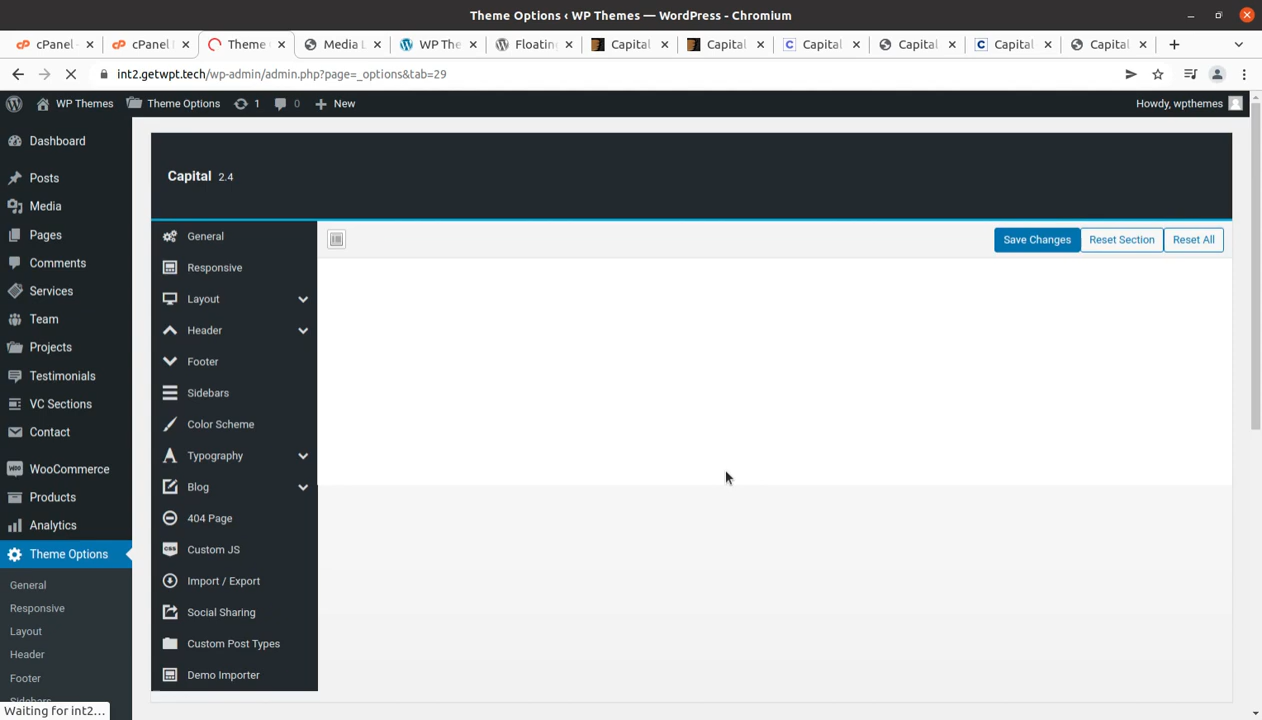 Theme Options ‹ WP Themes — WordPress - Chromium
cPanel
cPanel
Theme
Media L
WP The
Floatin
Capital
Capital
Capital
Capital
Capital
Capital
int2.getwpt.tech/wp-admin/admin.php?page=_options&tab=29
WP Themes
Theme Options
1
0
New
Howdy, wpthemes
Dashboard
Posts
Media
Pages
Comments
Services
Team
Projects
Testimonials
VC Sections
Contact
WooCommerce
Products
Analytics
Theme Options
General
Responsive
Layout
Header
Footer
Sidebars
Waiting for int2...
Capital 2.4
General
Responsive
Layout
Header
Footer
Sidebars
Color Scheme
Typography
Blog
404 Page
Custom JS
Import / Export
Social Sharing
Custom Post Types
Demo Importer
Save Changes
Reset Section
Reset All